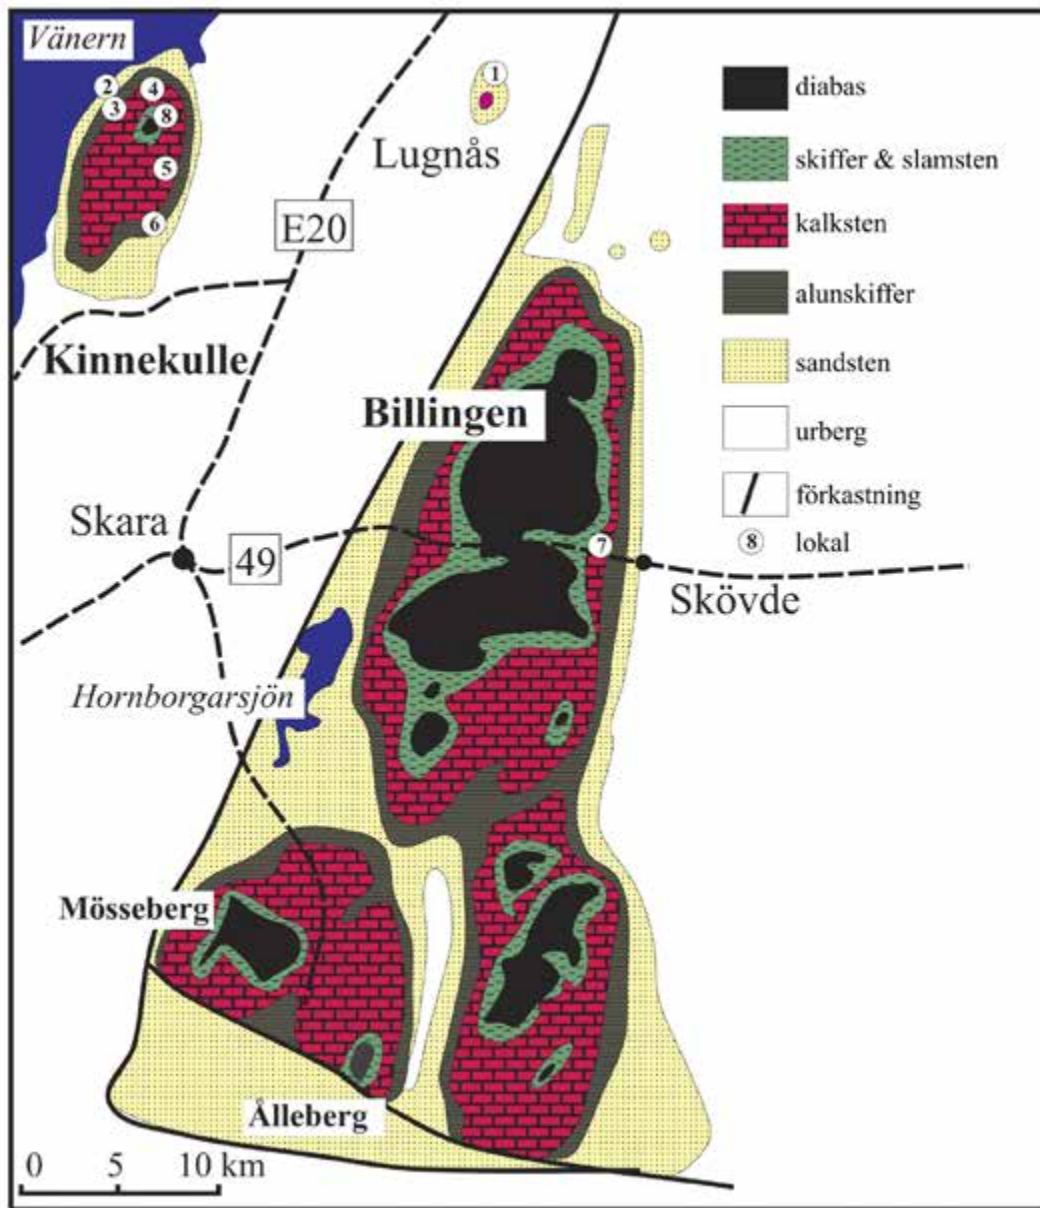 Vänern
1
2
4
3
8
5
6
Lugnås
E20
Kinnekulle
Billingen
Skara
49
7
Skövde
Hornborgarsjön
Mösseberg
Ålleberg
0 5 10 km
diabas
skiffer & slamsten
kalksten
alunskiffer
sandsten
urberg
förkastning
8 lokal